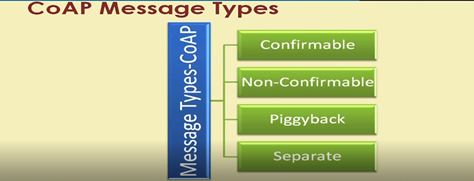 CoAP Message Types
Message Types-CoAP
Confirmable
Non-Confirmable
Piggyback
Separate